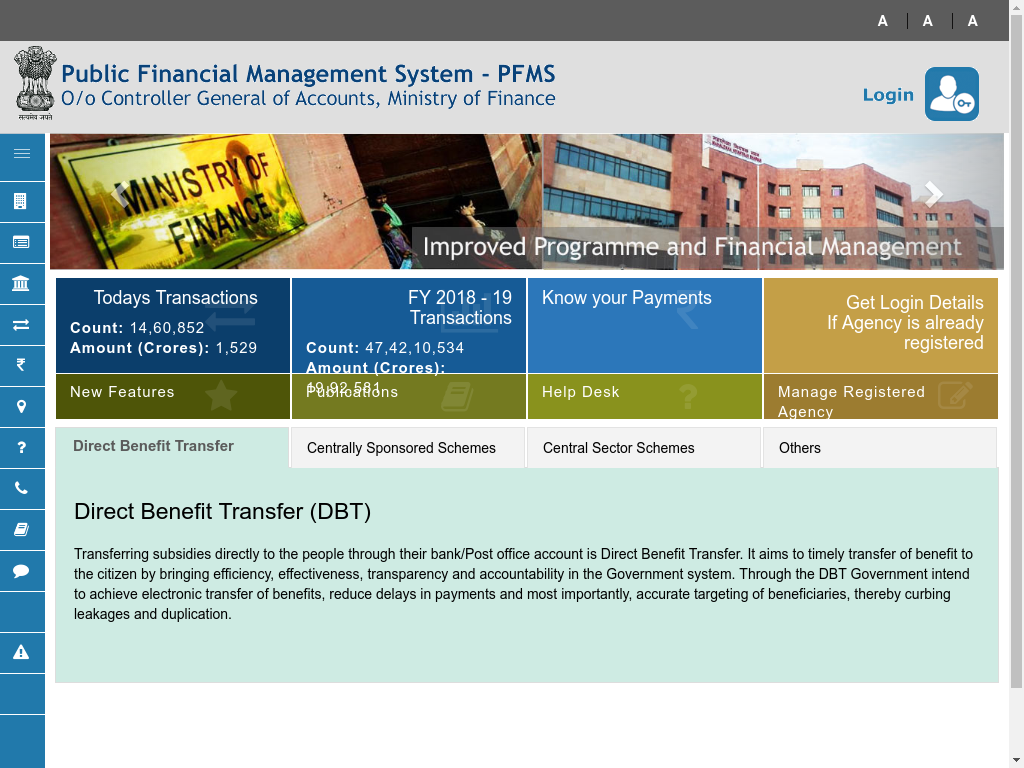 A A A
Public Financial Management System - PFMS
O/o Controller General of Accounts, Ministry of Finance
सत्यमेव जयते
Login
MINISTRY OF
FINANCE
Improved Programme and Financial Management
Todays Transactions
Count: 14,60,852
Amount (Crores): 1,529
FY 2018 - 19
Transactions
Count: 47,42,10,534
Amount (Crores):
19,92,581
Know your Payments
Get Login Details
If Agency is already
registered
New Features
Publications
Help Desk
Manage Registered
Agency
Direct Benefit Transfer
Centrally Sponsored Schemes
Central Sector Schemes
Others
Direct Benefit Transfer (DBT)
Transferring subsidies directly to the people through their bank/Post office account is Direct Benefit Transfer. It aims to timely transfer of benefit to
the citizen by bringing efficiency, effectiveness, transparency and accountability in the Government system. Through the DBT Government intend
to achieve electronic transfer of benefits, reduce delays in payments and most importantly, accurate targeting of beneficiaries, thereby curbing
leakages and duplication.